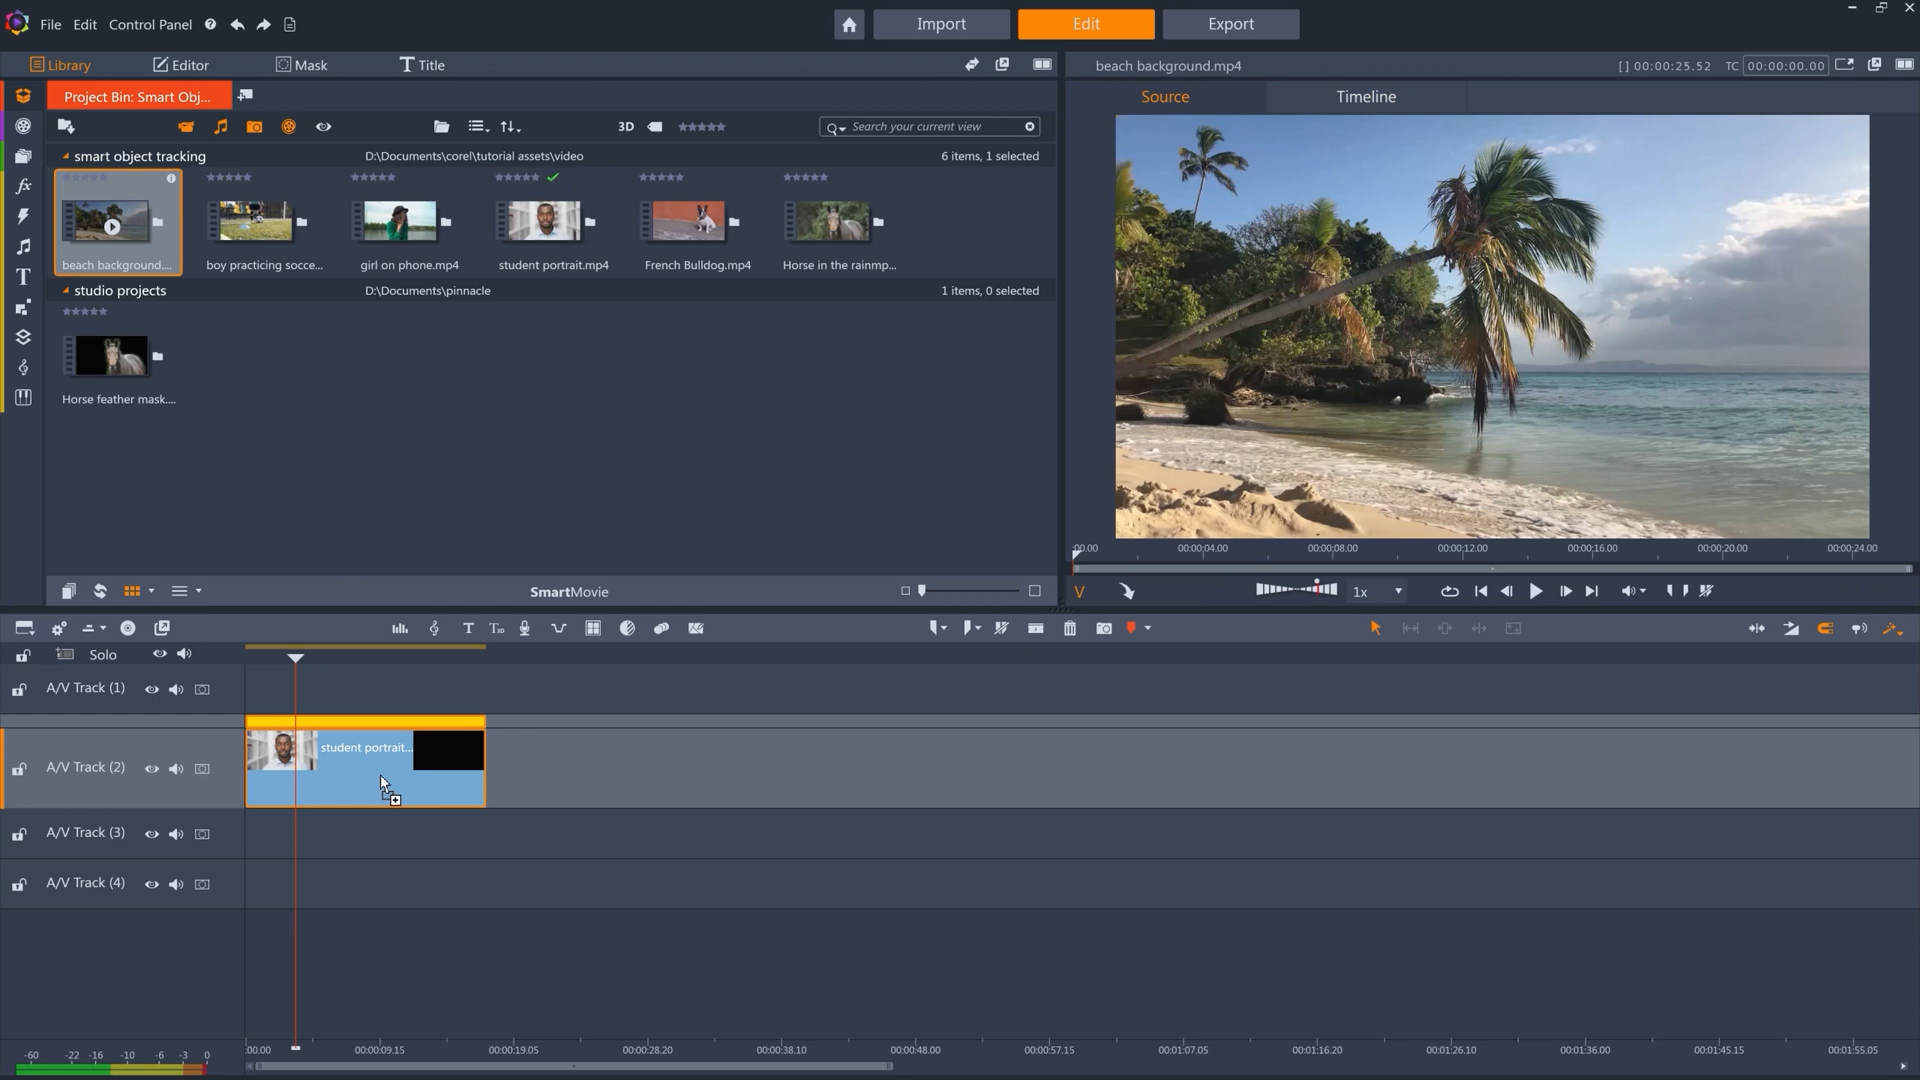 File Edit Control Panel
Import Edit Export
Library Editor Mask Title
beach background.mp4 [] 00:00:25.52 TC 00:00:00.00
Project Bin: Smart Obj...
Source Timeline
3D Search your current view
smart object tracking D:\Documents\corel\tutorial assets\video 6 items, 1 selected
beach background.... boy practicing socce... girl on phone.mp4 student portrait.mp4 French Bulldog.mp4 Horse in the rainmp...
studio projects D:\Documents\pinnacle 1 items, 0 selected
Horse feather mask....
:00.00 00:00:04.00 00:00:08.00 00:00:12.00 00:00:16.00 00:00:20.00 00:00:24.00
SmartMovie
V 1x
Solo
A/V Track (1)
student portrait...
A/V Track (2)
A/V Track (3)
A/V Track (4)
:00.00 00:00:09.15 00:00:19.05 00:00:28.20 00:00:38.10 00:00:48.00 00:00:57.15 00:01:07.05 00:01:16.20 00:01:26.10 00:01:36.00 00:01:45.15 00:01:55.05
-60 -22 -16 -10 -6 -3 0